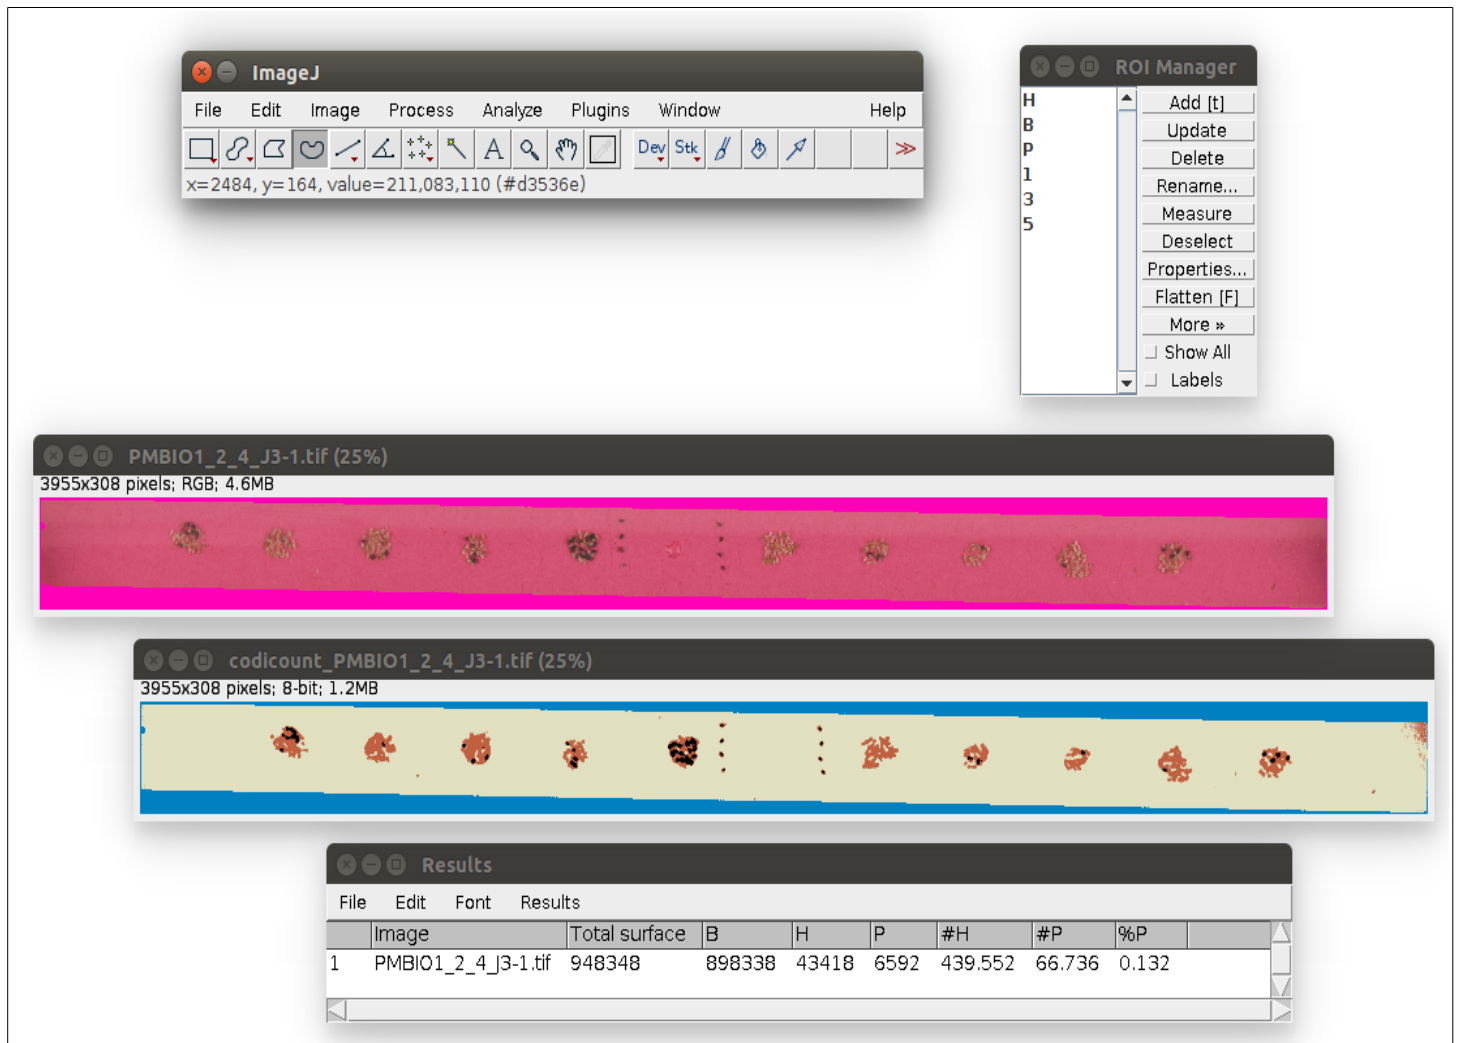 ImageJ
File Edit Image Process Analyze Plugins Window Help
Dev Stk
x=2484, y=164, value=211,083,110 (#d3536e)
ROI Manager
H
B
P
1
3
5
Add [t]
Update
Delete
Rename...
Measure
Deselect
Properties...
Flatten [F]
More »
Show All
Labels
PMBIO1_2_4_J3-1.tif (25%)
3955x308 pixels; RGB; 4.6MB
codicount_PMBIO1_2_4_J3-1.tif (25%)
3955x308 pixels; 8-bit; 1.2MB
Results
File Edit Font Results
Image Total surface B H P #H #P %P
1 PMBIO1_2_4_J3-1.tif 948348 898338 43418 6592 439.552 66.736 0.132